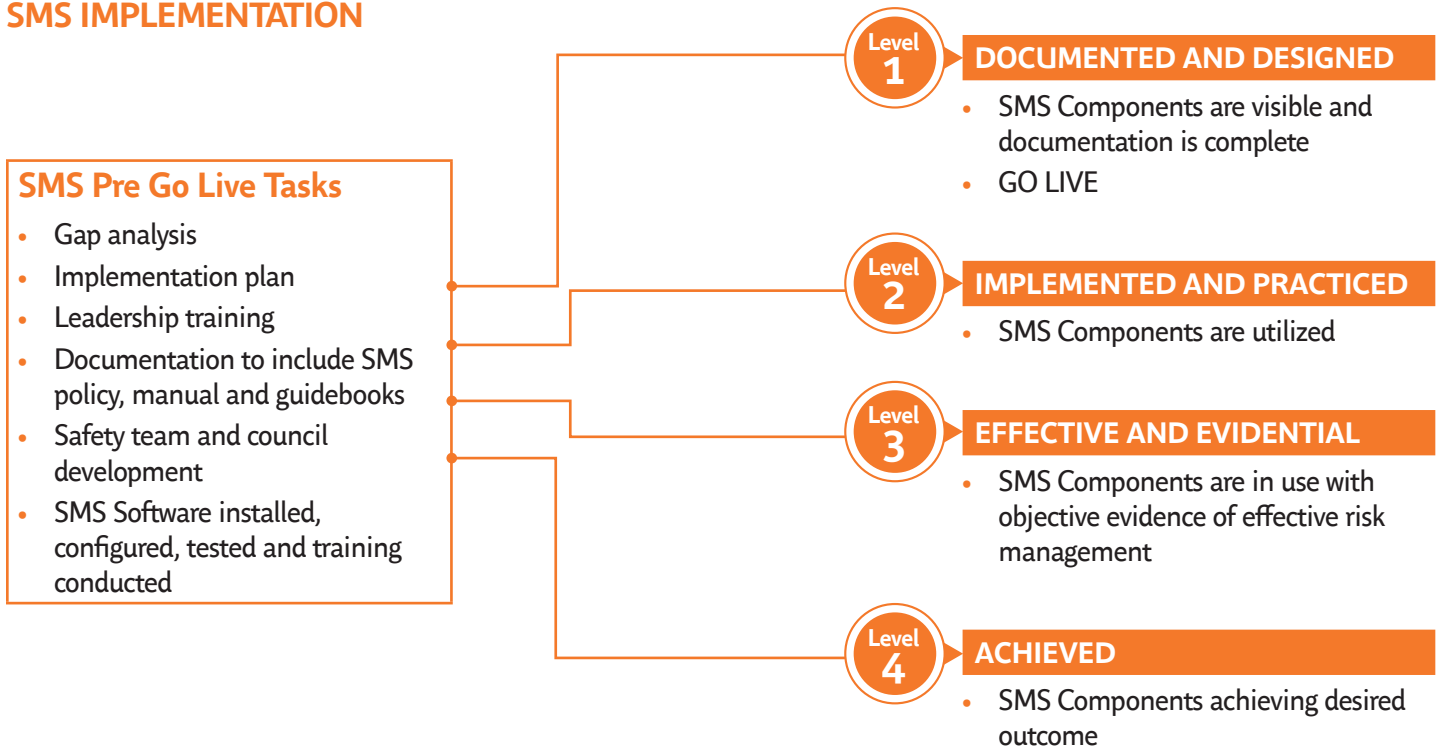 SMS IMPLEMENTATION
SMS Pre Go Live Tasks
• Gap analysis
• Implementation plan
• Leadership training
• Documentation to include SMS
policy, manual and guidebooks
• Safety team and council
development
• SMS Software installed,
configured, tested and training
conducted
Level
1
DOCUMENTED AND DESIGNED
• SMS Components are visible and
documentation is complete
• GO LIVE
Level
2
IMPLEMENTED AND PRACTICED
• SMS Components are utilized
Level
3
EFFECTIVE AND EVIDENTIAL
• SMS Components are in use with
objective evidence of effective risk
management
Level
4
ACHIEVED
• SMS Components achieving desired
outcome